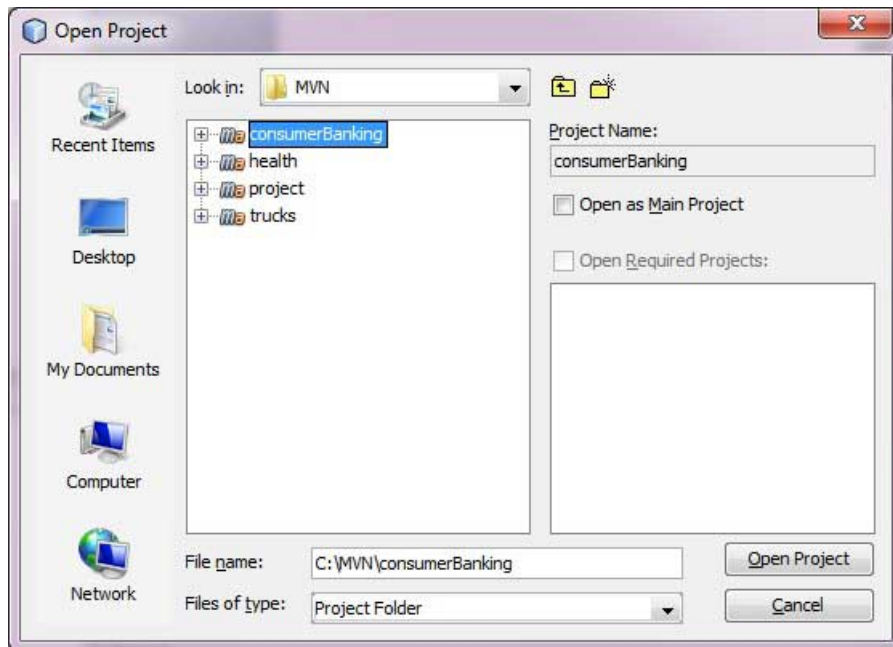 Open Project
Look in: MVN
Recent Items
Desktop
My Documents
Computer
Network
consumerBanking
health
project
trucks
Project Name:
consumerBanking
Open as Main Project
Open Required Projects:
File name: C:\MVN\consumerBanking
Open Project
Files of type: Project Folder
Cancel